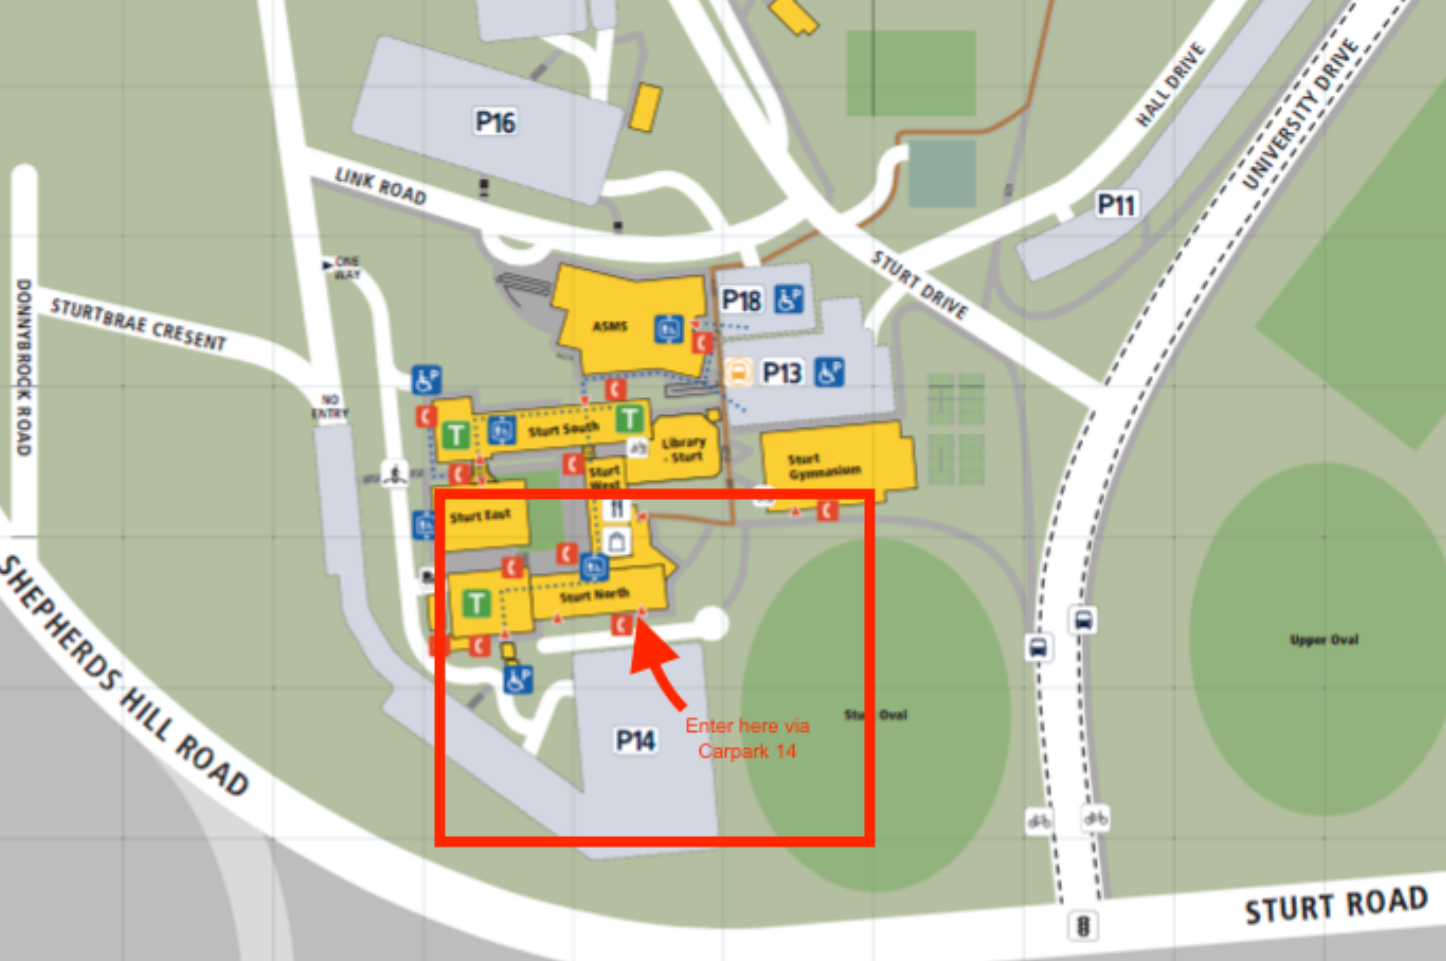 P16
LINK ROAD
HALL DRIVE
UNIVERSITY DRIVE
P11
ONE
WAY
STURT DRIVE
DONNYBROCK ROAD
STURTBRAE CRESENT
ASMS
P18
P
P13
P
P
NO
ENTRY
T
Sturt South
T
Library
- Sturt
Sturt
West
Sturt
Gymnasium
Sturt East
T
Sturt North
P
SHEPHERDS HILL ROAD
P14
Enter here via
Carpark 14
Sturt Oval
Upper Oval
8
STURT ROAD